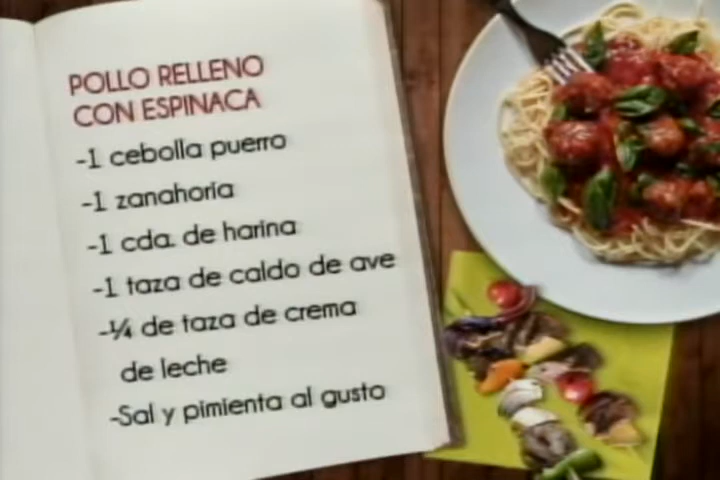 POLLO RELLENO
CON ESPINACA
-1 cebolla puerro
-1 zanahoria
-1 cda. de harina
-1 taza de caldo de ave
-¼ de taza de crema
de leche
-Sal y pimienta al gusto